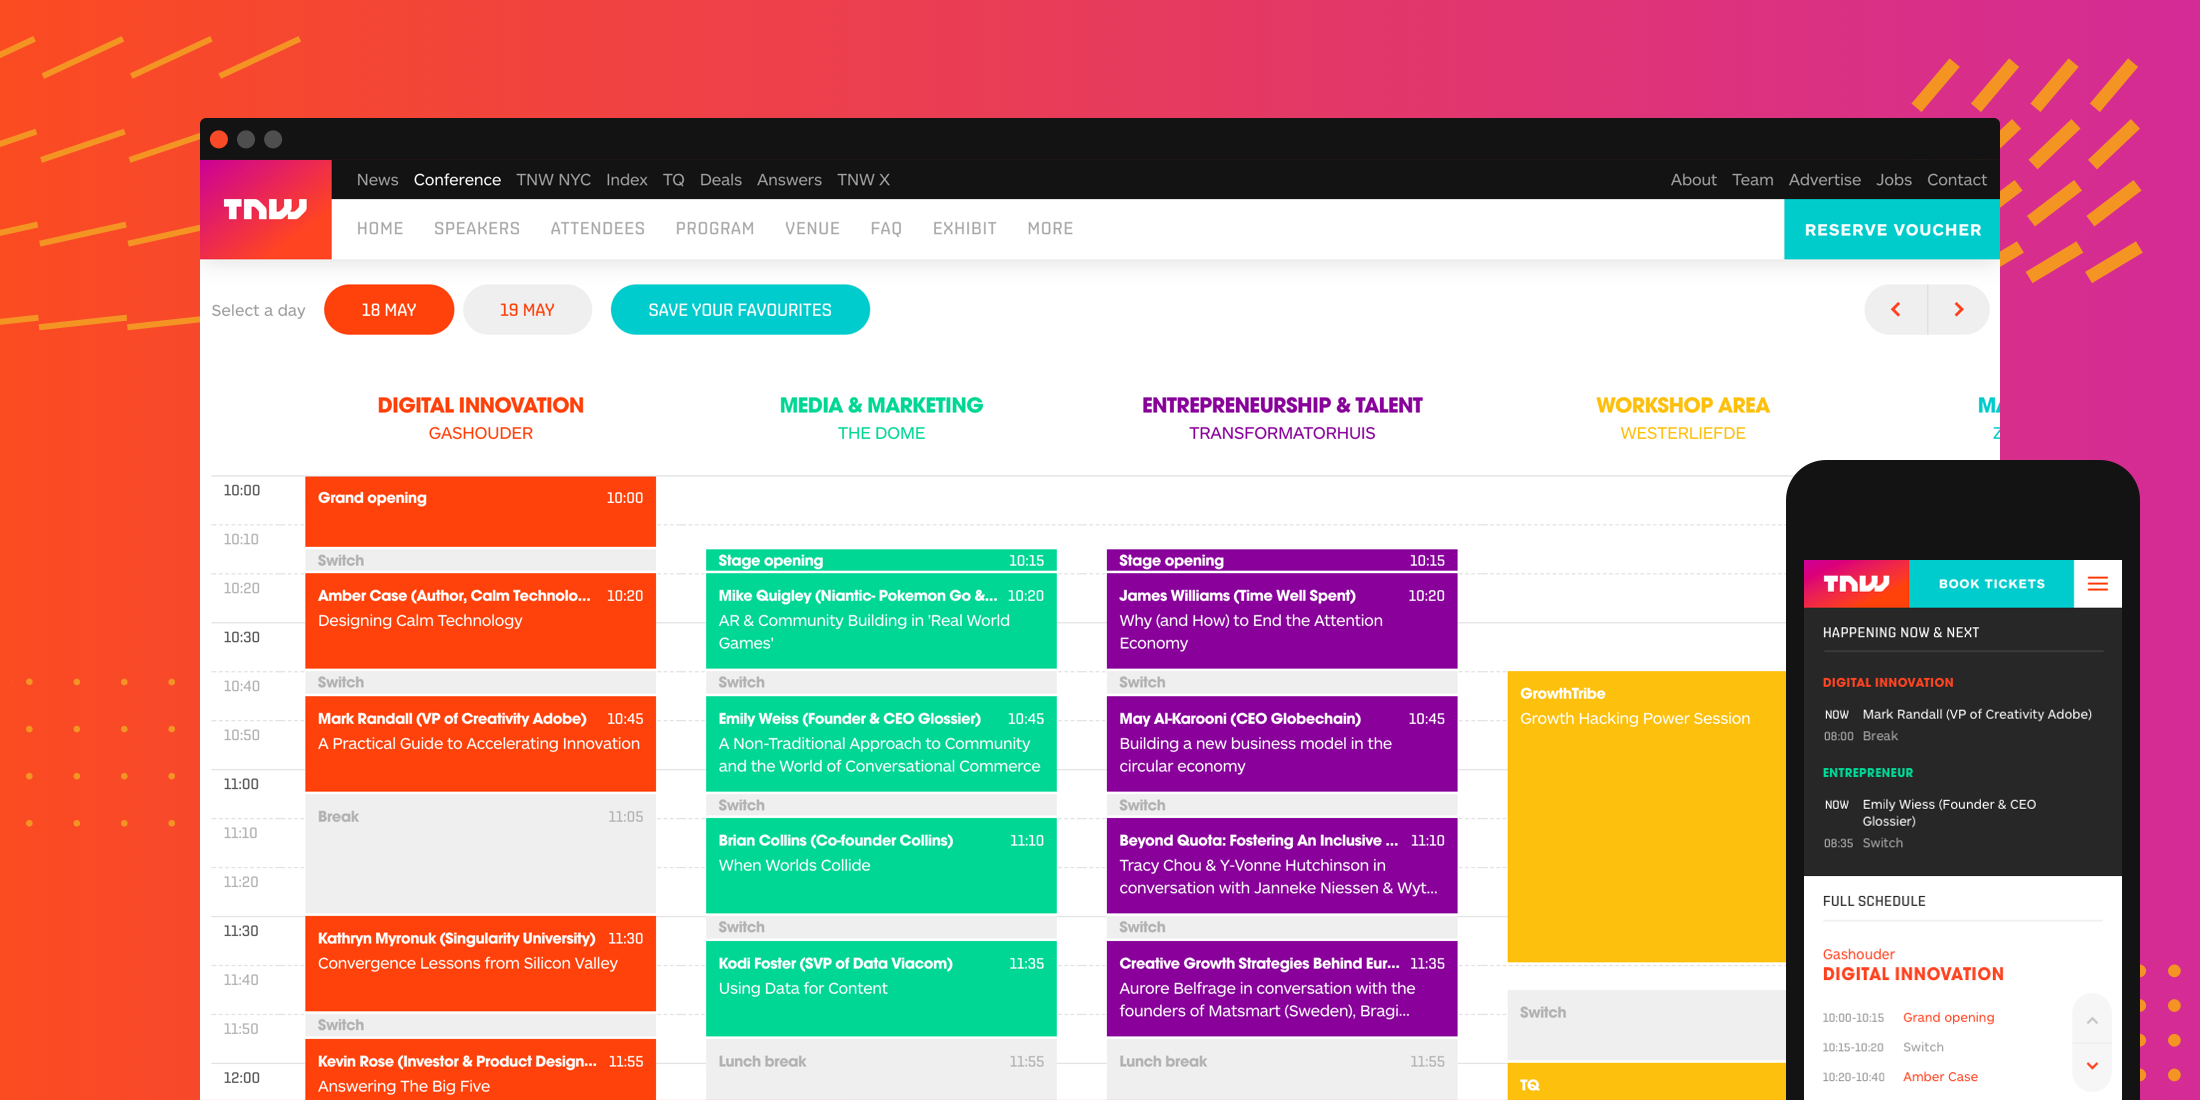 News Conference TNW NYC Index TQ Deals Answers TNW X
About Team Advertise Jobs Contact
TNW
HOME SPEAKERS ATTENDEES PROGRAM VENUE FAQ EXHIBIT MORE
RESERVE VOUCHER
Select a day 18 MAY 19 MAY SAVE YOUR FAVOURITES
DIGITAL INNOVATION
GASHOUDER
MEDIA & MARKETING
THE DOME
ENTREPRENEURSHIP & TALENT
TRANSFORMATORHUIS
WORKSHOP AREA
WESTERLIEFDE
MA
Z
10:00
10:10
10:20
10:30
10:40
10:50
11:00
11:10
11:20
11:30
11:40
11:50
12:00
Grand opening 10:00
Switch
Amber Case (Author, Calm Technolo... 10:20
Designing Calm Technology
Switch
Mark Randall (VP of Creativity Adobe) 10:45
A Practical Guide to Accelerating Innovation
Break 11:05
Kathryn Myronuk (Singularity University) 11:30
Convergence Lessons from Silicon Valley
Switch
Kevin Rose (Investor & Product Design... 11:55
Answering The Big Five
Stage opening 10:15
Mike Quigley (Niantic- Pokemon Go &... 10:20
AR & Community Building in 'Real World
Games'
Switch
Emily Weiss (Founder & CEO Glossier) 10:45
A Non-Traditional Approach to Community
and the World of Conversational Commerce
Switch
Brian Collins (Co-founder Collins) 11:10
When Worlds Collide
Switch
Kodi Foster (SVP of Data Viacom) 11:35
Using Data for Content
Lunch break 11:55
Stage opening 10:15
James Williams (Time Well Spent) 10:20
Why (and How) to End the Attention
Economy
Switch
May Al-Karooni (CEO Globechain) 10:45
Building a new business model in the
circular economy
Switch
Beyond Quota: Fostering An Inclusive ... 11:10
Tracy Chou & Y-Vonne Hutchinson in
conversation with Janneke Niessen & Wyt...
Switch
Creative Growth Strategies Behind Eur... 11:35
Aurore Belfrage in conversation with the
founders of Matsmart (Sweden), Bragi...
Lunch break 11:55
GrowthTribe
Growth Hacking Power Session
Switch
TQ
TNW BOOK TICKETS
HAPPENING NOW & NEXT
DIGITAL INNOVATION
NOW Mark Randall (VP of Creativity Adobe)
08:00 Break
ENTREPRENEUR
NOW Emily Wiess (Founder & CEO
Glossier)
08:35 Switch
FULL SCHEDULE
Gashouder
DIGITAL INNOVATION
10:00-10:15 Grand opening
10:15-10:20 Switch
10:20-10:40 Amber Case